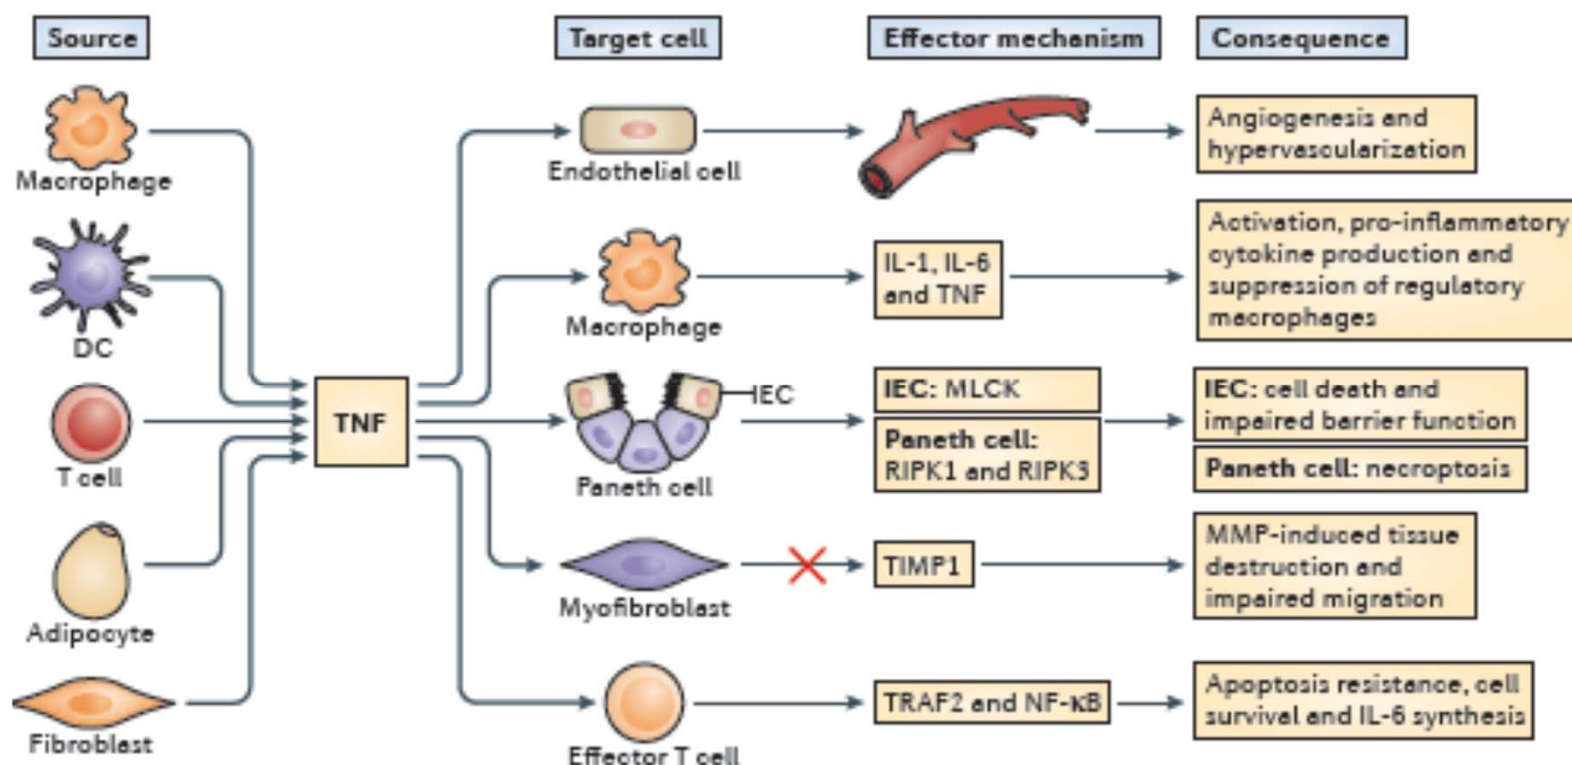 Source
Target cell
Effector mechanism
Consequence
Macrophage
DC
T cell
Adipocyte
Fibroblast
TNF
Endothelial cell
Angiogenesis and
hypervascularization
Macrophage
IL-1, IL-6
and TNF
Activation, pro-inflammatory
cytokine production and
suppression of regulatory
macrophages
IEC
Paneth cell
IEC: MLCK
Paneth cell:
RIPK1 and RIPK3
IEC: cell death and
impaired barrier function
Paneth cell: necroptosis
Myofibroblast
TIMP1
MMP-induced tissue
destruction and
impaired migration
Effector T cell
TRAF2 and NF-κB
Apoptosis resistance, cell
survival and IL-6 synthesis